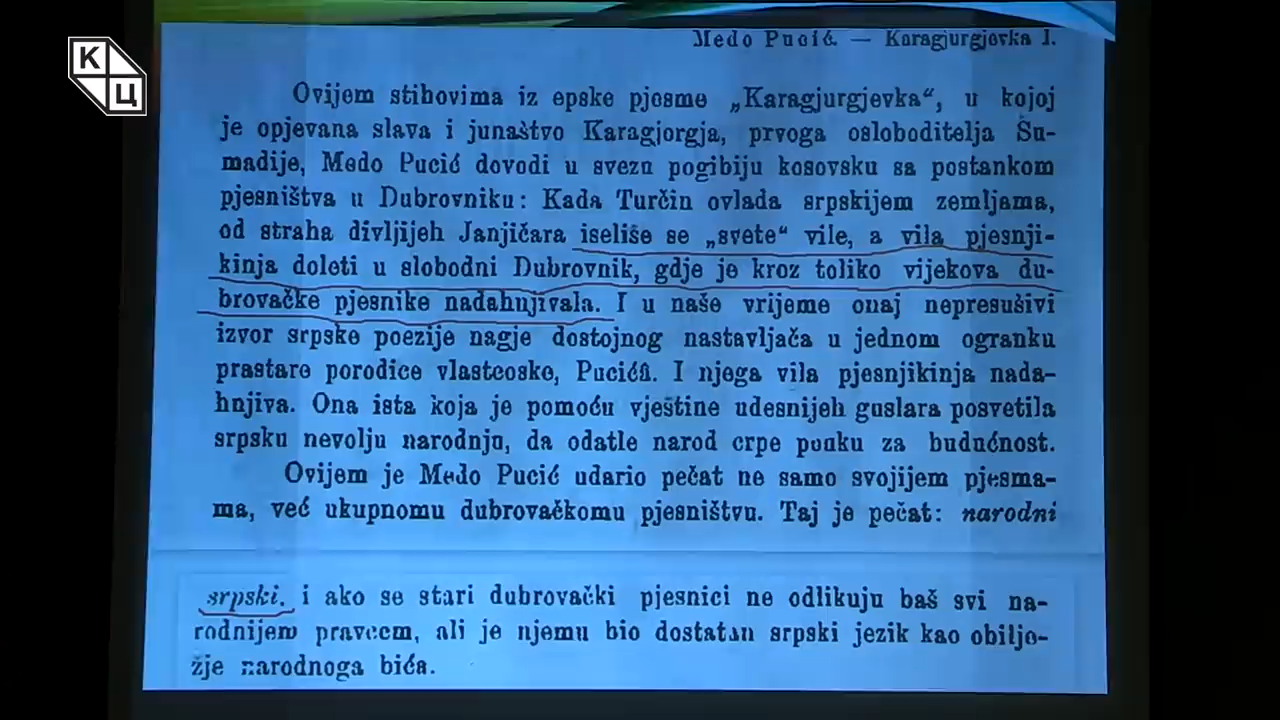 К
Ц
Medo Pucić. — Karagjurgjevka I.
Ovijem stihovima iz epske pjesme „Karagjurgjevka“, u kojoj
je opjevana slava i junaštvo Karagjorgja, prvoga osloboditelja Šu-
madije, Medo Pucić dovodi u svezu pogibiju kosovsku sa postankom
pjesništva u Dubrovniku: Kada Turčin ovlada srpskijem zemljama,
od straha divljijeh Janjičara iseliše se „svete“ vile, a vila pjesnji-
kinja doleti u slobodni Dubrovnik, gdje je kroz toliko vijekova du-
brovačke pjesnike nadahnjivala. I u naše vrijeme onaj nepresušivi
izvor srpske poezije nagje dostojnog nastavljača u jednom ogranku
prastare porodice vlasteoske, Pucićâ. I njega vila pjesnjikinja nada-
hnjiva. Ona ista koja je pomoću vještine udesnijeh guslara posvetila
srpsku nevolju narodnju, da odatle narod crpe pouku za budućnost.
Ovijem je Medo Pucić udario pečat ne samo svojijem pjesma-
ma, već ukupnomu dubrovačkomu pjesništvu. Taj je pečat: narodni
srpski, i ako se stari dubrovački pjesnici ne odlikuju baš svi na-
rodnijem pravcem, ali je njemu bio dostatan srpski jezik kao obilje-
žje narodnoga bića.